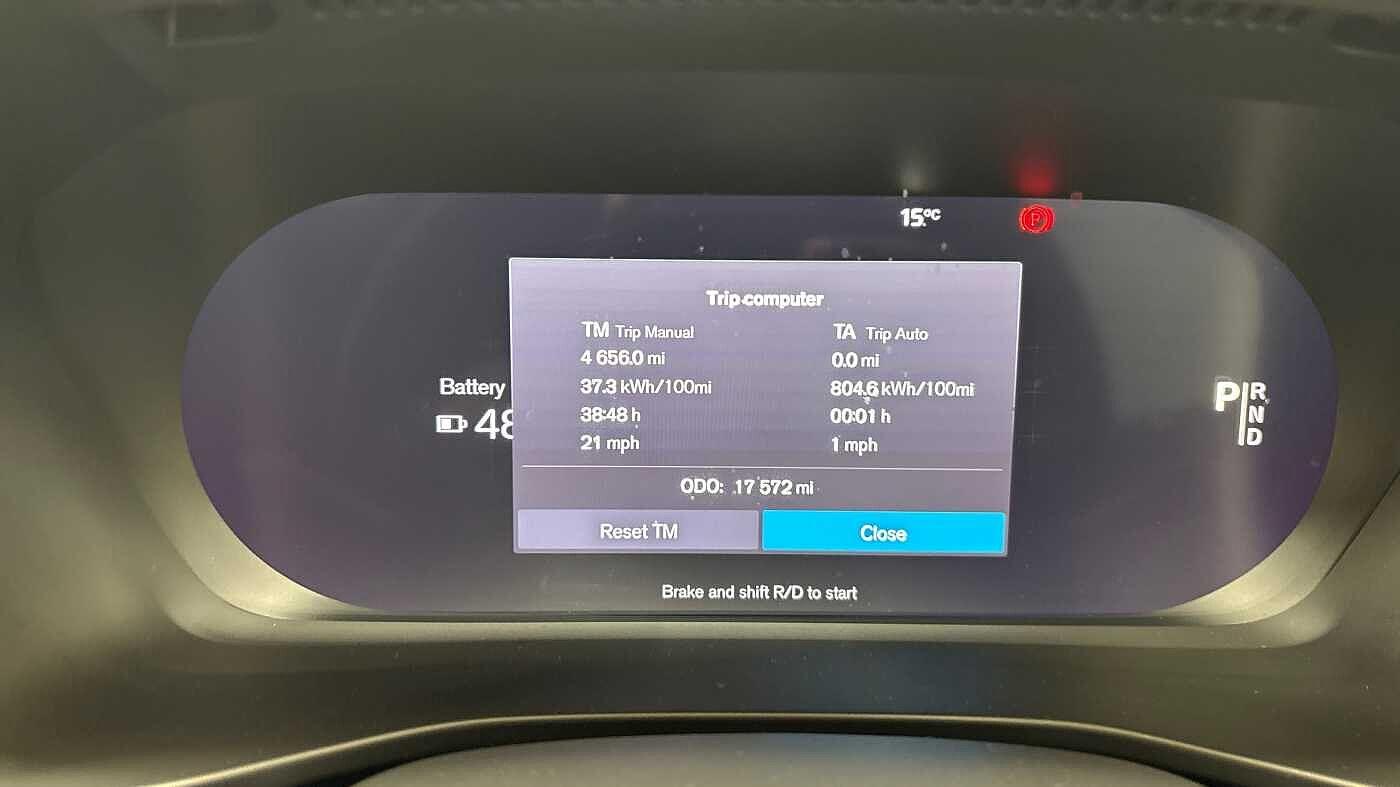 15°C
P
Trip computer
TM Trip Manual
4 656.0 mi
37.3 kWh/100mi
38:48 h
21 mph
TA Trip Auto
0.0 mi
804.6 kWh/100mi
00:01 h
1 mph
ODO: 17 572 mi
Reset TM
Close
Battery
48
P R
N
D
Brake and shift R/D to start